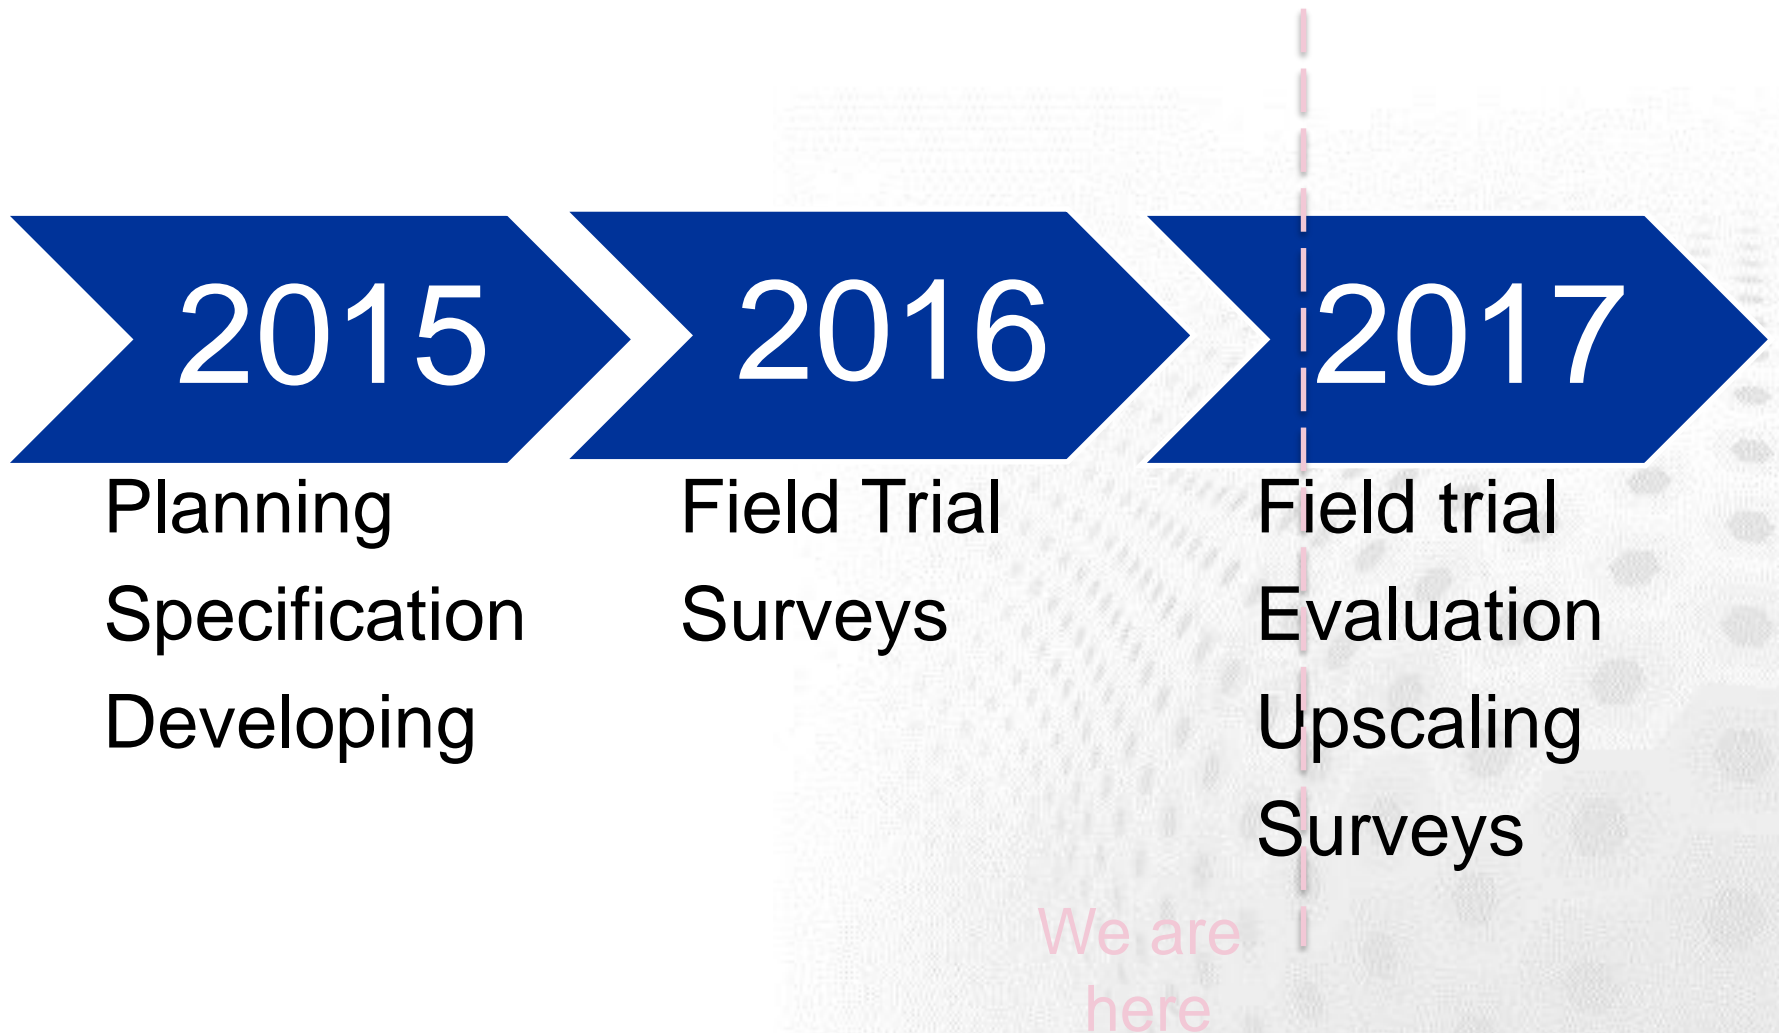 2015
2016
2017
Planning
Specification
Developing
Field Trial
Surveys
Field trial
Evaluation
Upscaling
Surveys
We are
here